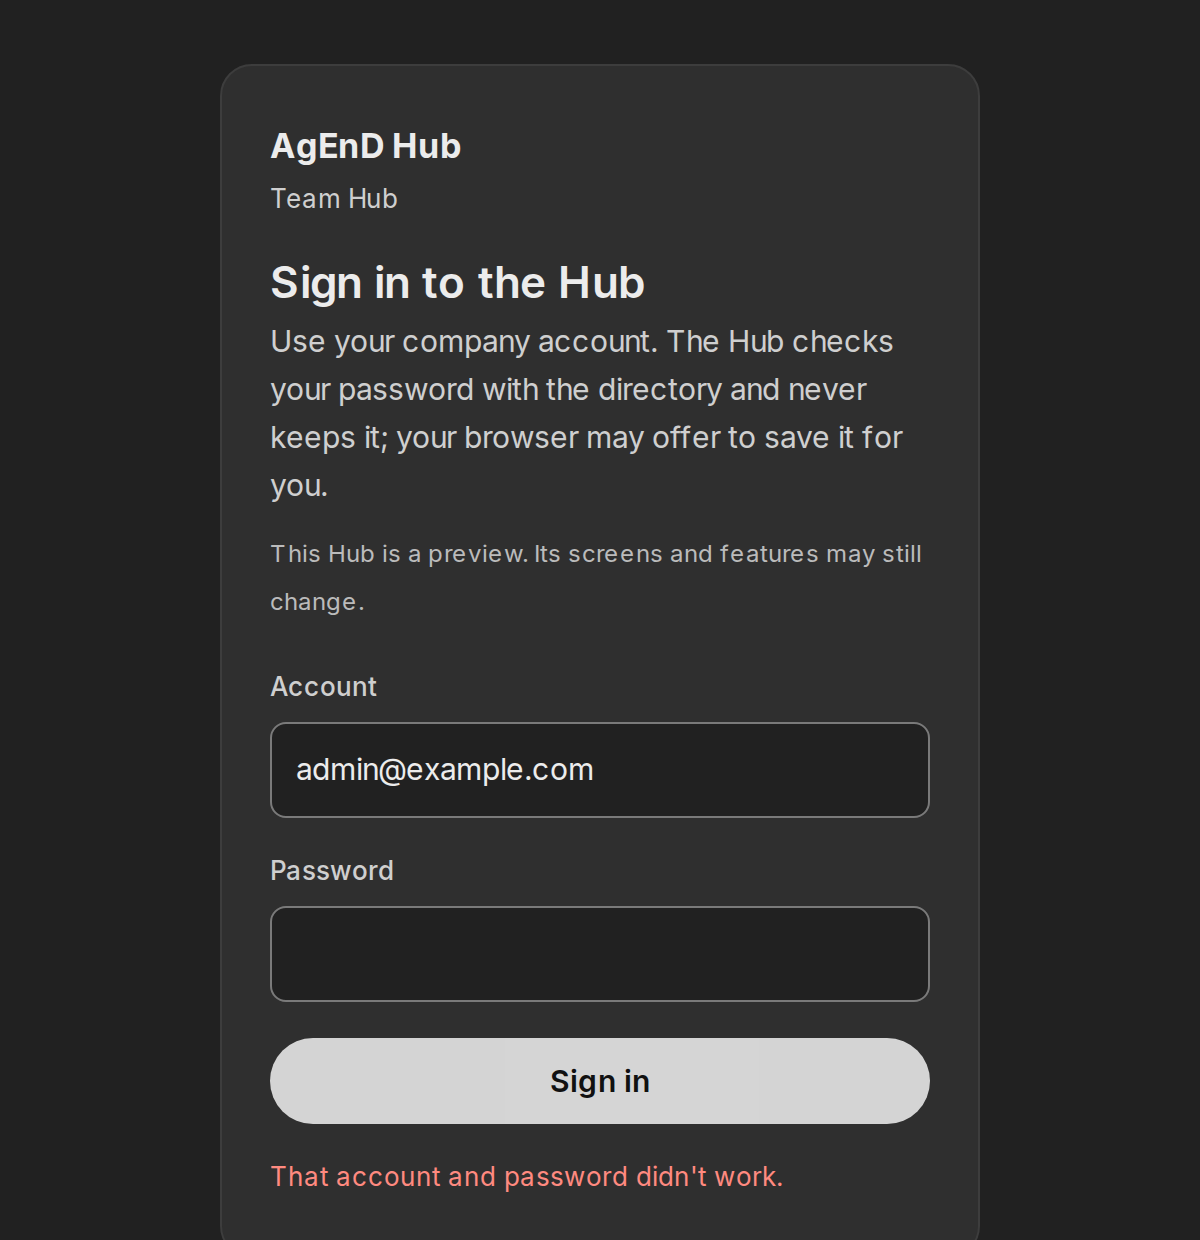 AgEnD Hub
Team Hub
Sign in to the Hub
Use your company account. The Hub checks
your password with the directory and never
keeps it; your browser may offer to save it for
you.
This Hub is a preview. Its screens and features may still
change.
Account
admin@example.com
Password
Sign in
That account and password didn't work.